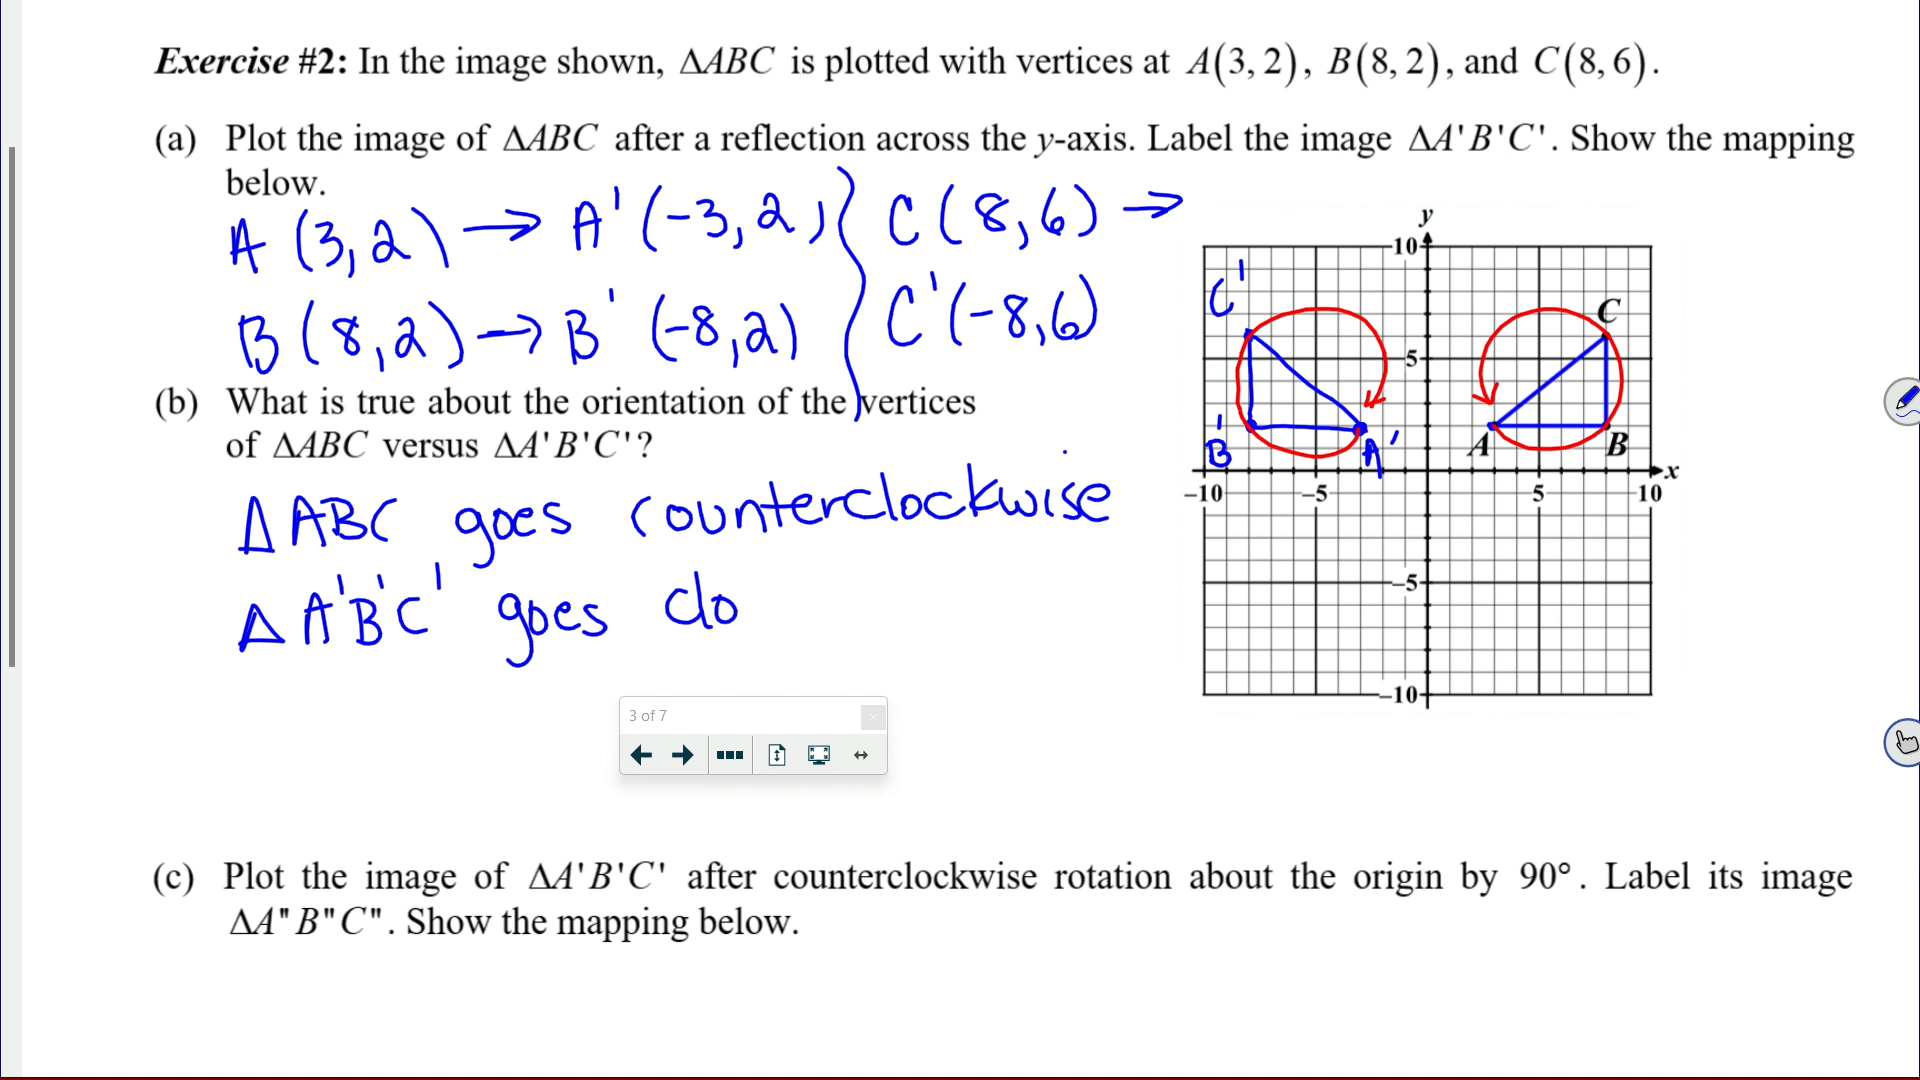 Exercise #2: In the image shown, ΔABC is plotted with vertices at A(3, 2), B(8, 2), and C(8, 6).
(a) Plot the image of ΔABC after a reflection across the y-axis. Label the image ΔA'B'C'. Show the mapping
below.
A (3,2) → A'(-3,2) } C(8,6) →
B(8,2) → B'(-8,2) C'(-8,6)
(b) What is true about the orientation of the vertices
of ΔABC versus ΔA'B'C'?
Δ ABC goes counterclockwise
Δ A'B'C' goes clo
y
10
C'
C
5
B'
A'
A
B
x
-10 -5 5 10
-5
-10
3 of 7
(c) Plot the image of ΔA'B'C' after counterclockwise rotation about the origin by 90°. Label its image
ΔA"B"C". Show the mapping below.